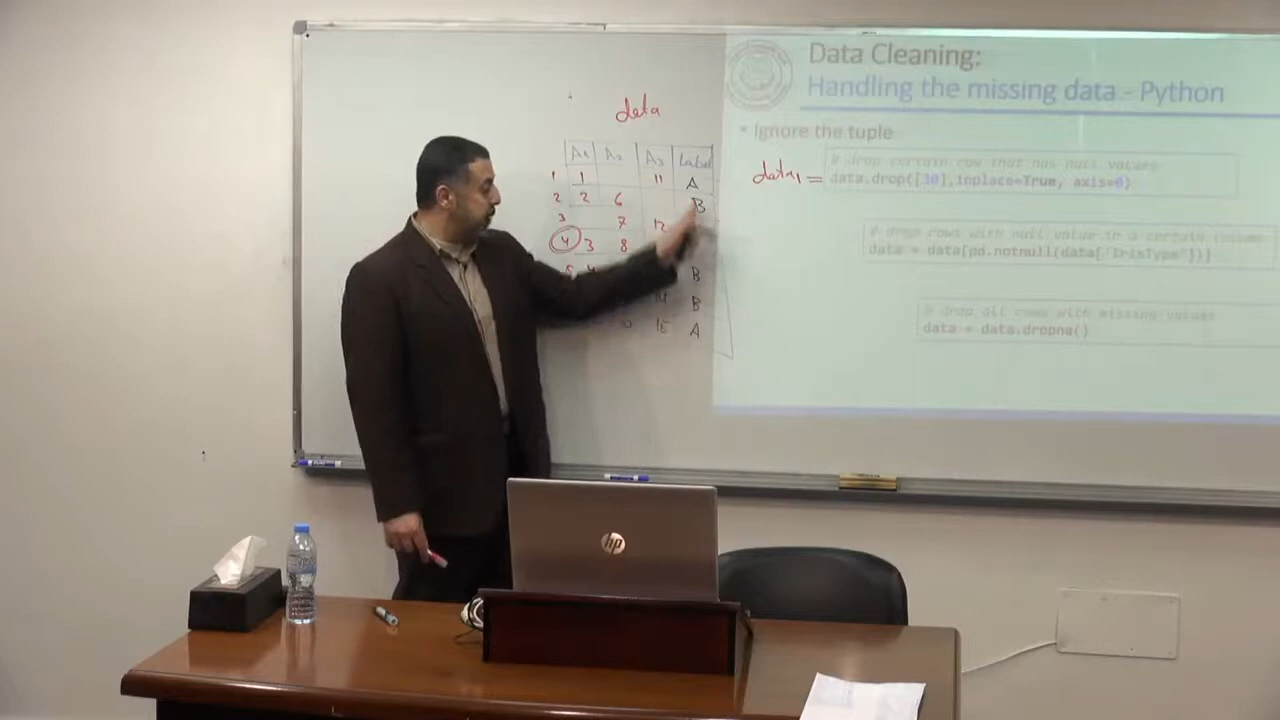 Data Cleaning:
Handling the missing data - Python
• Ignore the tuple
# drop certain row that has null values
data1 = data.drop([30],inplace=True, axis=0)
# drop rows with null value in a certain column
data = data[pd.notnull(data["IrisType"])]
# drop all rows with missing values
data = data.dropna()
data
A1 A2 A3 Label
1 1 11 A
2 2 6 B
3 7 12
4 3 8
5 4 B
14 B
15 A
hp